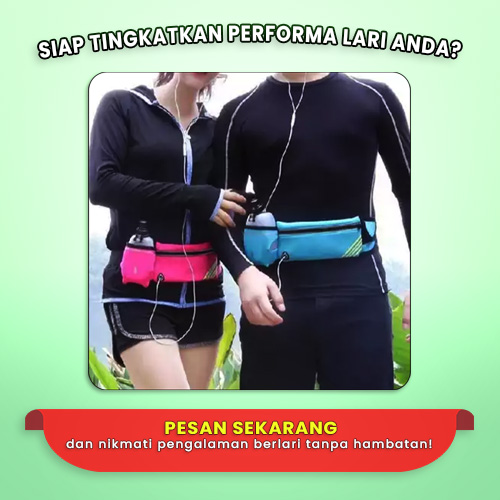 SIAP TINGKATKAN PERFORMA LARI ANDA?
PESAN SEKARANG
dan nikmati pengalaman berlari tanpa hambatan!